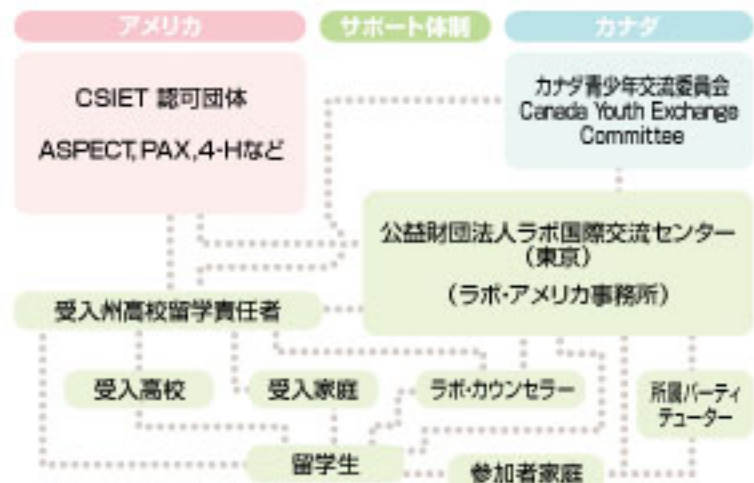 アメリカ
サポート体制
カナダ
CSIET 認可団体
ASPECT,PAX,4-Hなど
カナダ青少年交流委員会
Canada Youth Exchange
Committee
公益財団法人ラボ国際交流センター
(東京)
(ラボ・アメリカ事務所)
受入州高校留学責任者
受入高校
受入家庭
ラボ・カウンセラー
所属パーティ
テューター
留学生
参加者家庭